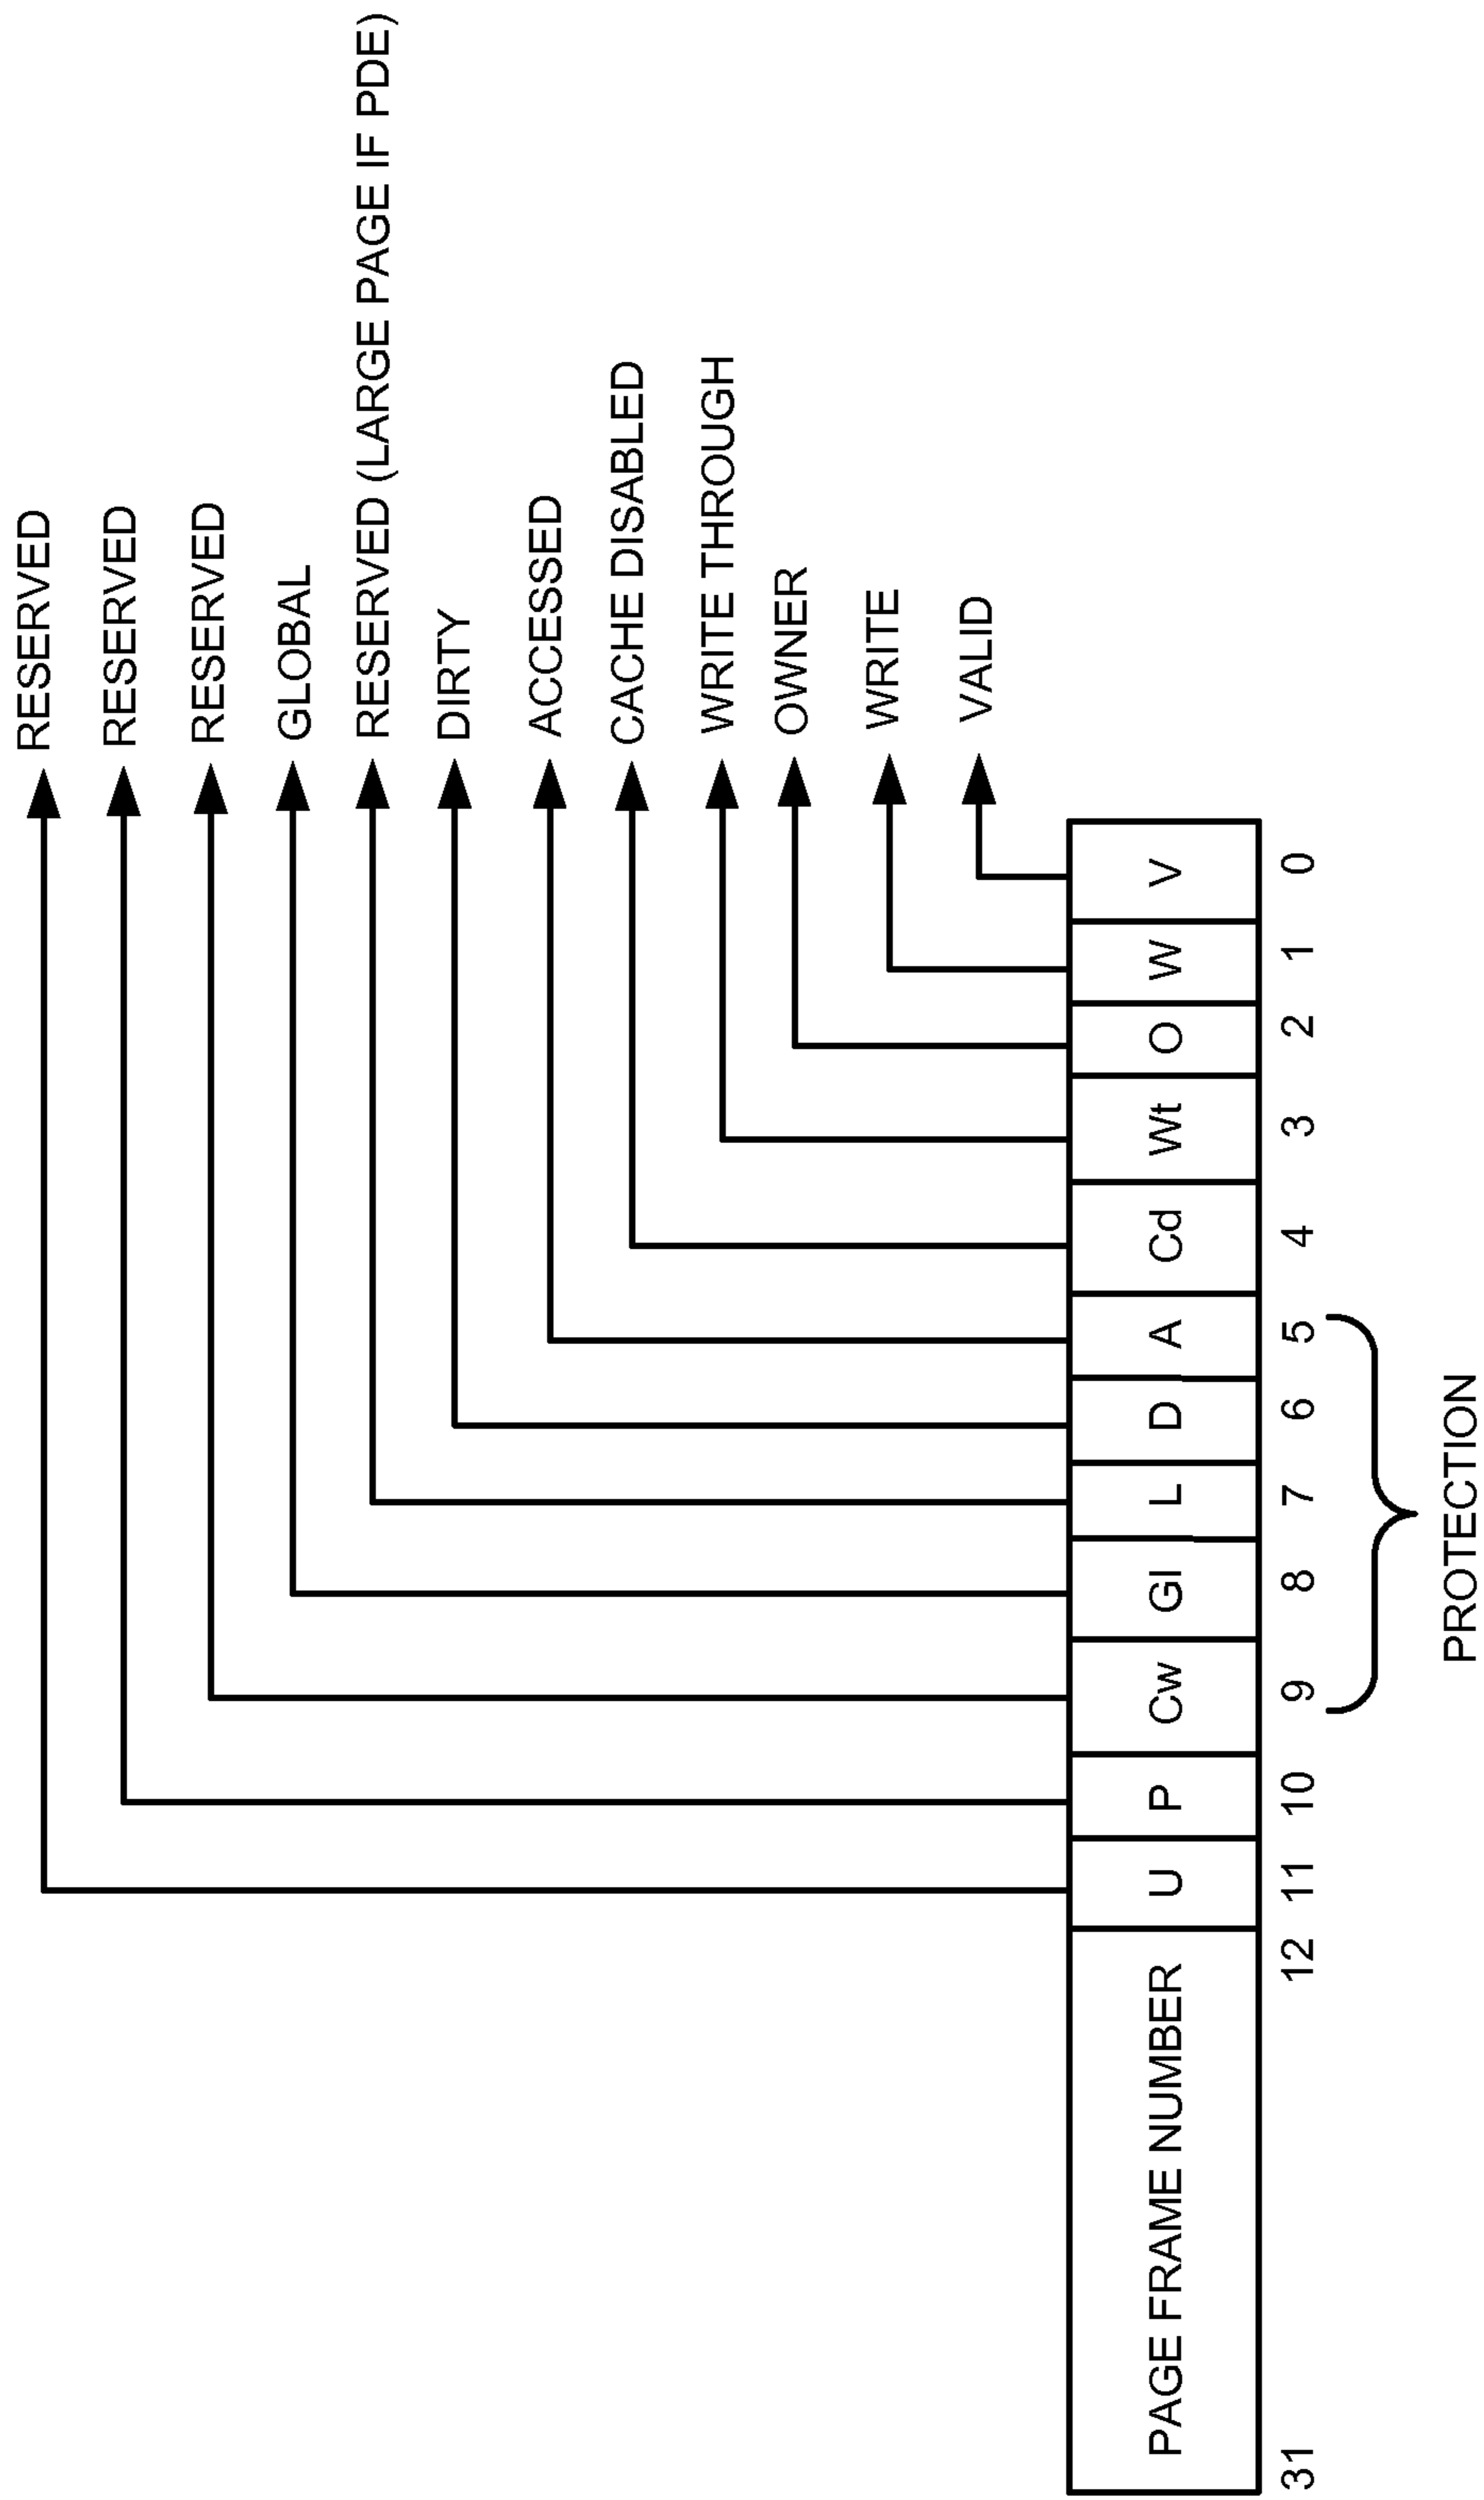 RESERVED
RESERVED
RESERVED
GLOBAL
RESERVED (LARGE PAGE IF PDE)
DIRTY
ACCESSED
CACHE DISABLED
WRITE THROUGH
OWNER
WRITE
VALID
PAGE FRAME NUMBER U P Cw Gl L D A Cd Wt O W V
31 12 11 10 9 8 7 6 5 4 3 2 1 0
PROTECTION